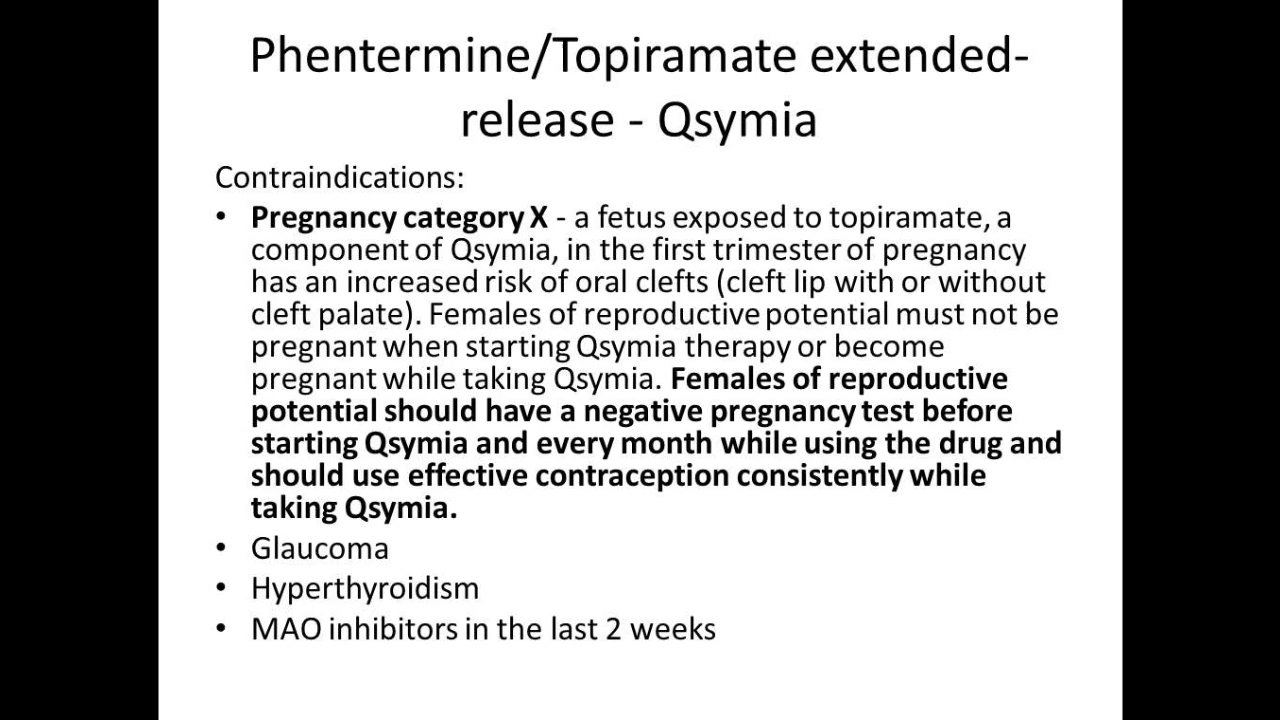 Phentermine/Topiramate extended-
release - Qsymia
Contraindications:
• Pregnancy category X - a fetus exposed to topiramate, a
component of Qsymia, in the first trimester of pregnancy
has an increased risk of oral clefts (cleft lip with or without
cleft palate). Females of reproductive potential must not be
pregnant when starting Qsymia therapy or become
pregnant while taking Qsymia. Females of reproductive
potential should have a negative pregnancy test before
starting Qsymia and every month while using the drug and
should use effective contraception consistently while
taking Qsymia.
• Glaucoma
• Hyperthyroidism
• MAO inhibitors in the last 2 weeks